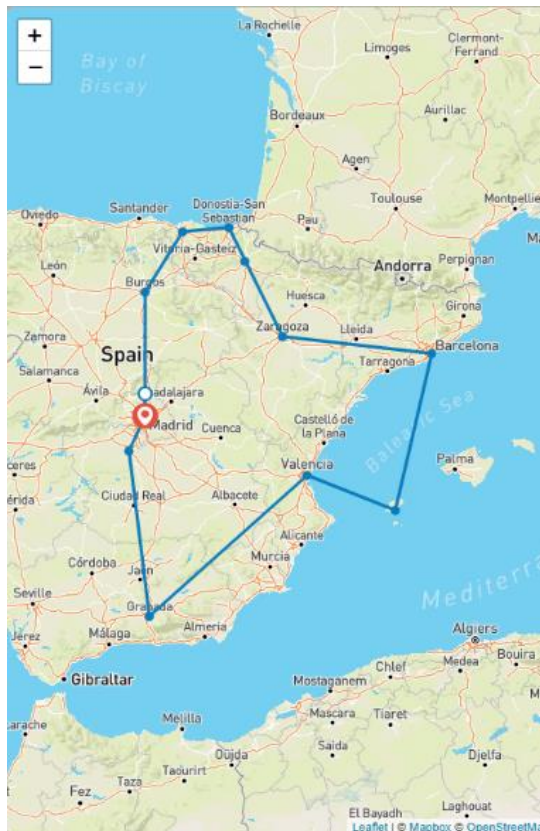 +
−
La Rochelle
Bay of
Biscay
Limoges
Clermont-
Ferrand
Aurillac
Bordeaux
Agen
Toulouse
Montpellier
Oviedo
Santander
Donostia-San
Sebastián
Pau
Vitoria-Gasteiz
León
Andorra
Perpignan
Burgos
Huesca
Girona
Zaragoza
Lleida
Zamora
Spain
Barcelona
Tarragona
Salamanca
Ávila
Madrid
Cuenca
Castelló de
la Plana
Balearic Sea
Palma
Valencia
Ciudad Real
Albacete
Alicante
Murcia
Córdoba
Jaén
Seville
Granada
Mediterra
Jerez
Málaga
Almería
Algiers
Bouira
Gibraltar
Chlef
Medea
Mostaganem
Mascara
Tiaret
Melilla
Saida
Oujda
Djelfa
Fez
Taza
Taourirt
El Bayadh
Laghouat
Leaflet | © Mapbox © OpenStreetMa